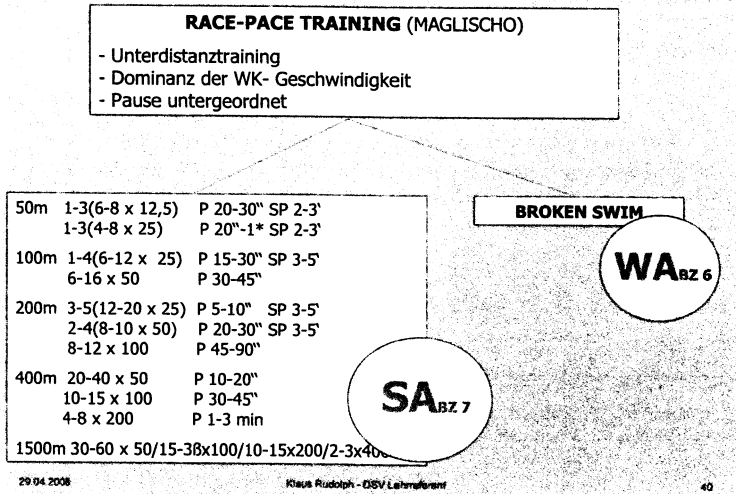 RACE-PACE TRAINING (MAGLISCHO)
- Unterdistanztraining
- Dominanz der WK- Geschwindigkeit
- Pause untergeordnet
50m 1-3(6-8 x 12,5) P 20-30“ SP 2-3‘
1-3(4-8 x 25) P 20“-1* SP 2-3‘
100m 1-4(6-12 x 25) P 15-30“ SP 3-5‘
6-16 x 50 P 30-45“
200m 3-5(12-20 x 25) P 5-10“ SP 3-5‘
2-4(8-10 x 50) P 20-30“ SP 3-5‘
8-12 x 100 P 45-90“
400m 20-40 x 50 P 10-20“
10-15 x 100 P 30-45“
4-8 x 200 P 1-3 min
1500m 30-60 x 50/15-3ßx100/10-15x200/2-3x400
BROKEN SWIM
WA BZ 6
SA BZ 7
29.04.2008 Klaus Rudolph - DSV Lehrreferent 40